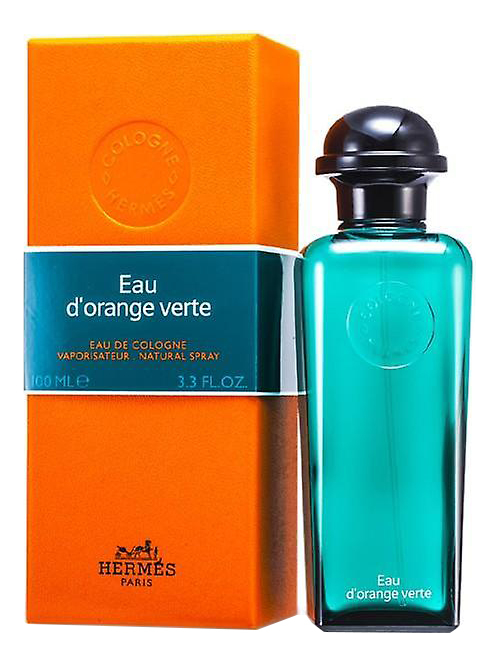 COLOGNE
HERMÈS
Eau
d'orange verte
EAU DE COLOGNE
VAPORISATEUR . NATURAL SPRAY
100 ML ℮ 3.3 FL.OZ.
HERMÈS
PARIS
Eau
d'orange verte